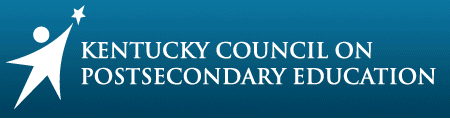 KENTUCKY COUNCIL ON
POSTSECONDARY EDUCATION